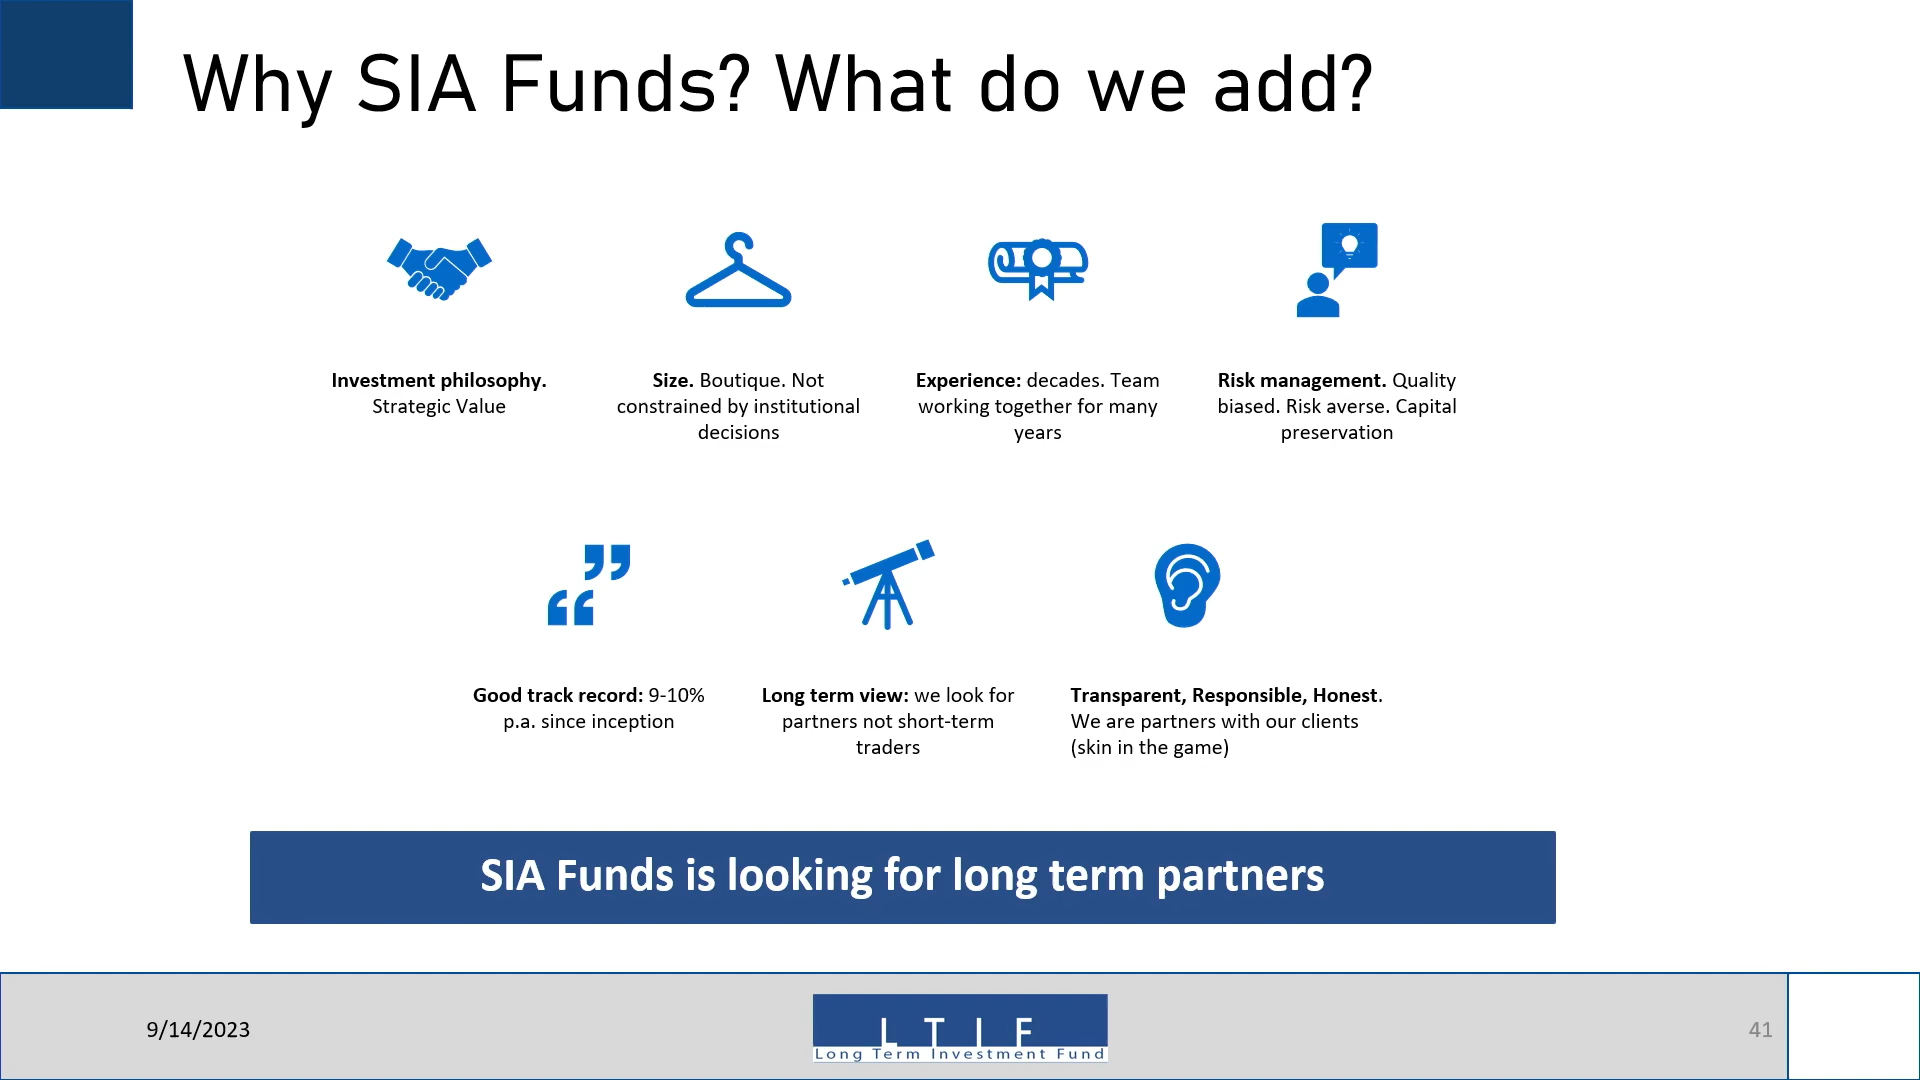 Why SIA Funds? What do we add?
Investment philosophy.
Strategic Value
Size. Boutique. Not
constrained by institutional
decisions
Experience: decades. Team
working together for many
years
Risk management. Quality
biased. Risk averse. Capital
preservation
Good track record: 9-10%
p.a. since inception
Long term view: we look for
partners not short-term
traders
Transparent, Responsible, Honest.
We are partners with our clients
(skin in the game)
SIA Funds is looking for long term partners
9/14/2023
L T I F
Long Term Investment Fund
41